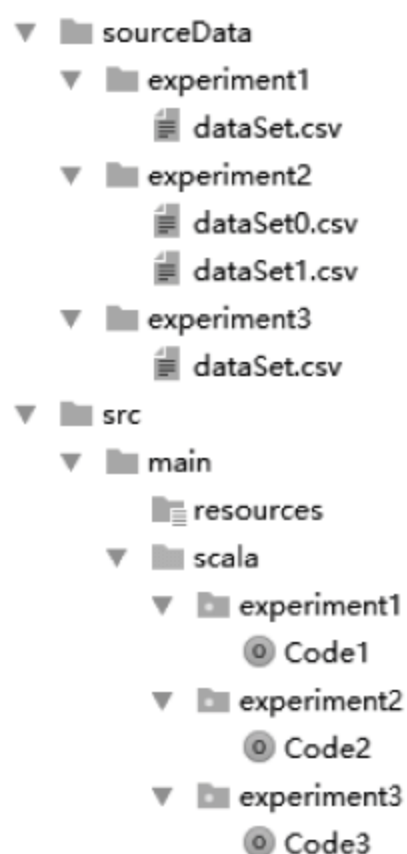 sourceData
experiment1
dataSet.csv
experiment2
dataSet0.csv
dataSet1.csv
experiment3
dataSet.csv
src
main
resources
scala
experiment1
Code1
experiment2
Code2
experiment3
Code3